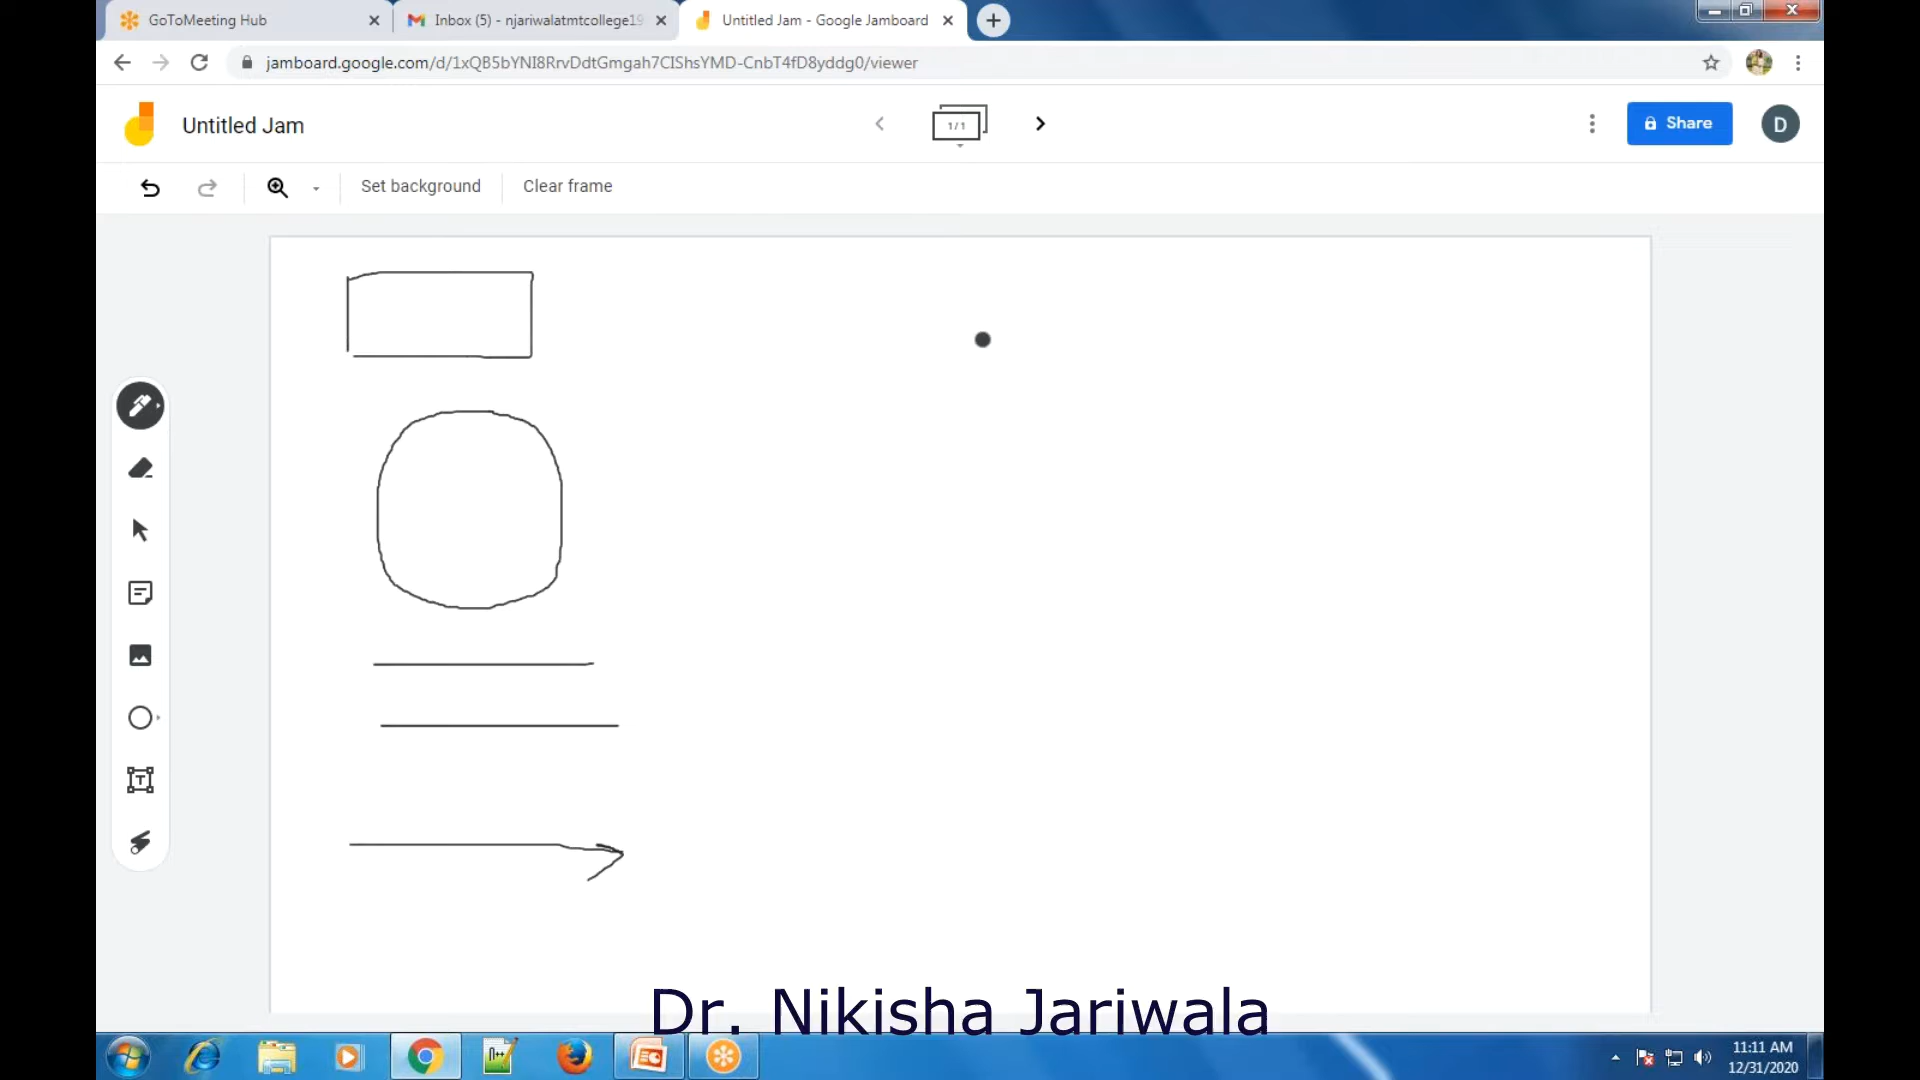 GoToMeeting Hub
Inbox (5) - njariwalatmtcollege19
Untitled Jam - Google Jamboard
jamboard.google.com/d/1xQB5bYNI8RrvDdtGmgah7CIShsYMD-CnbT4fD8yddg0/viewer
Untitled Jam
1/1
Share
D
Set background
Clear frame
Dr. Nikisha Jariwala
11:11 AM
12/31/2020